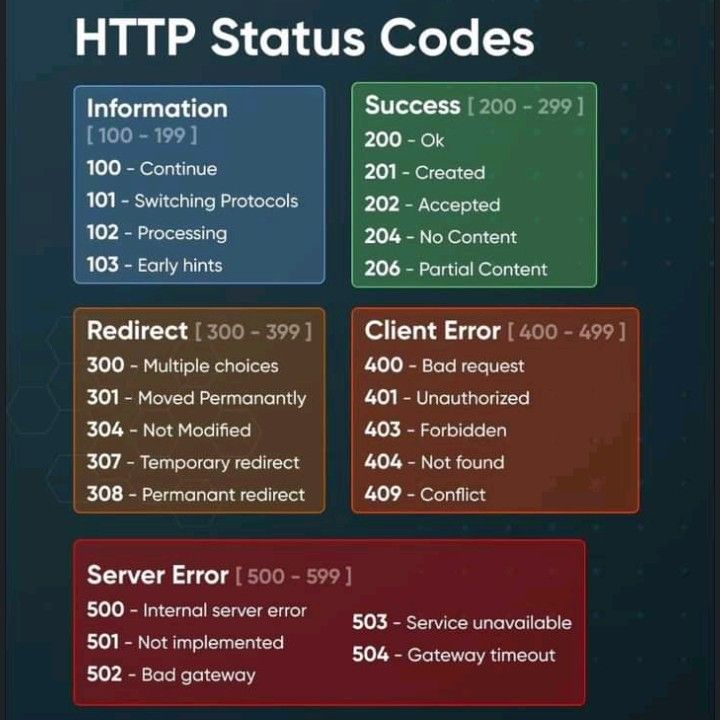 HTTP Status Codes
Information
[ 100 - 199 ]
100 - Continue
101 - Switching Protocols
102 - Processing
103 - Early hints
Success [ 200 - 299 ]
200 - Ok
201 - Created
202 - Accepted
204 - No Content
206 - Partial Content
Redirect [ 300 - 399 ]
300 - Multiple choices
301 - Moved Permanantly
304 - Not Modified
307 - Temporary redirect
308 - Permanant redirect
Client Error [ 400 - 499 ]
400 - Bad request
401 - Unauthorized
403 - Forbidden
404 - Not found
409 - Conflict
Server Error [ 500 - 599 ]
500 - Internal server error
501 - Not implemented
502 - Bad gateway
503 - Service unavailable
504 - Gateway timeout